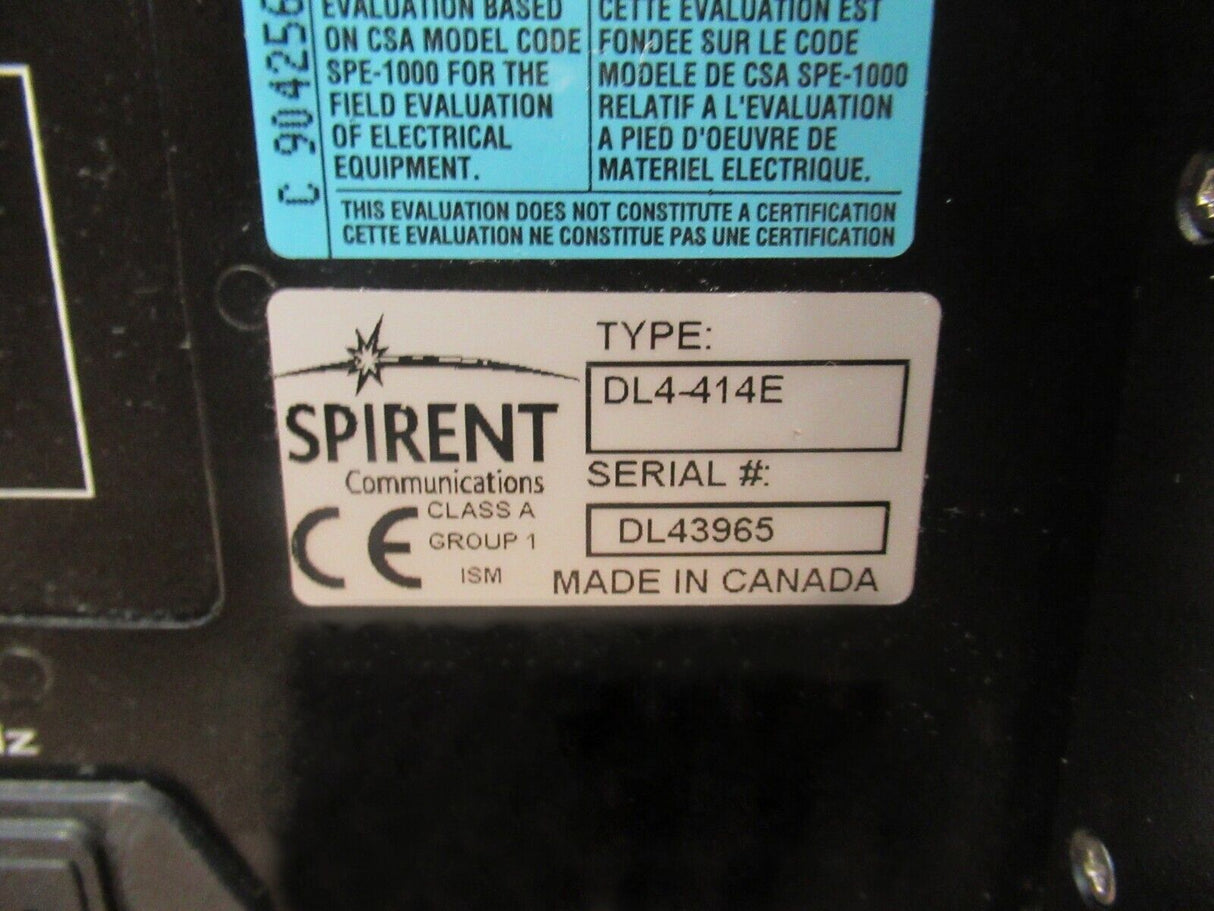 C 904256
EVALUATION BASED
ON CSA MODEL CODE
SPE-1000 FOR THE
FIELD EVALUATION
OF ELECTRICAL
EQUIPMENT.
CETTE EVALUATION EST
FONDEE SUR LE CODE
MODELE DE CSA SPE-1000
RELATIF A L'EVALUATION
A PIED D'OEUVRE DE
MATERIEL ELECTRIQUE.
THIS EVALUATION DOES NOT CONSTITUTE A CERTIFICATION
CETTE EVALUATION NE CONSTITUE PAS UNE CERTIFICATION
SPIRENT
Communications
CE
CLASS A
GROUP 1
ISM
TYPE:
DL4-414E
SERIAL #:
DL43965
MADE IN CANADA